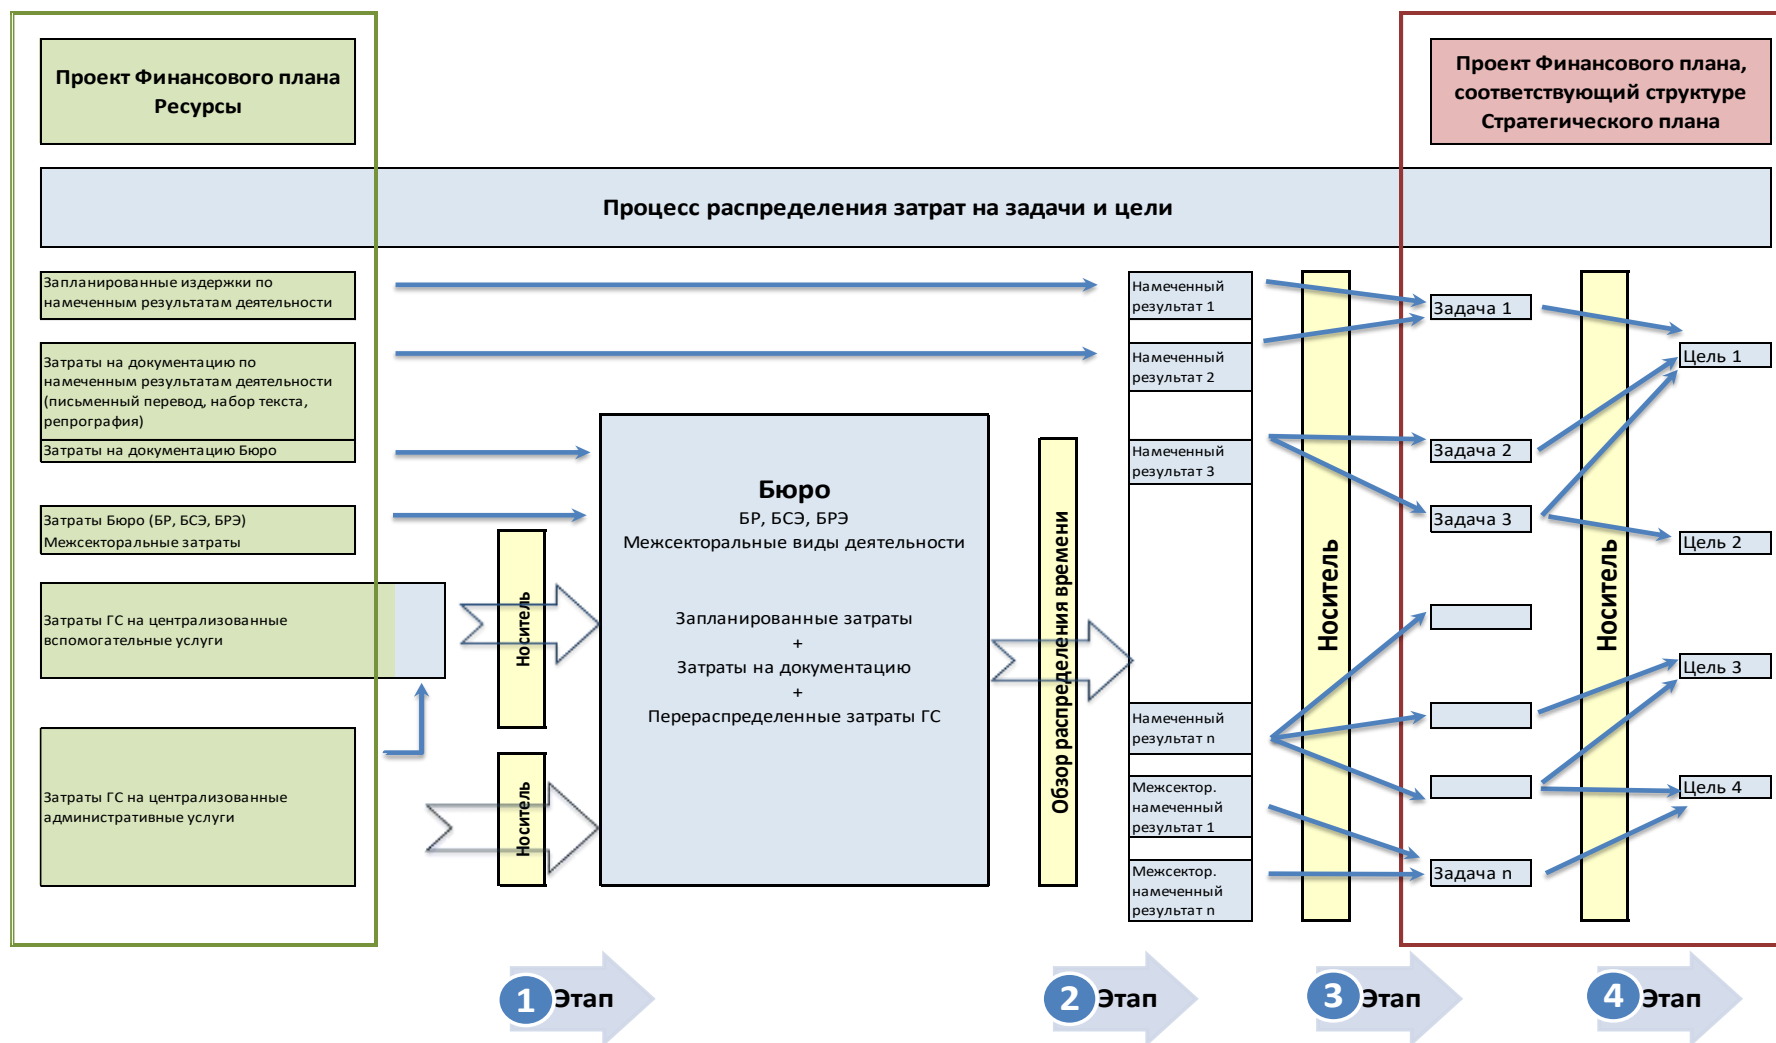 Проект Финансового плана
Ресурсы
Проект Финансового плана,
соответствующий структуре
Стратегического плана
Процесс распределения затрат на задачи и цели
Запланированные издержки по
намеченным результатам деятельности
Затраты на документацию по
намеченным результатам деятельности
(письменный перевод, набор текста,
репрография)
Затраты на документацию Бюро
Затраты Бюро (БР, БСЭ, БРЭ)
Межсекторальные затраты
Затраты ГС на централизованные
вспомогательные услуги
Затраты ГС на централизованные
административные услуги
Носитель
Носитель
Бюро
БР, БСЭ, БРЭ
Межсекторальные виды деятельности
Запланированные затраты
+
Затраты на документацию
+
Перераспределенные затраты ГС
Обзор распределения времени
Намеченный
результат 1
Намеченный
результат 2
Намеченный
результат 3
Намеченный
результат n
Межсектор.
намеченный
результат 1
Межсектор.
намеченный
результат n
Носитель
Задача 1
Задача 2
Задача 3
Задача n
Носитель
Цель 1
Цель 2
Цель 3
Цель 4
1 Этап
2 Этап
3 Этап
4 Этап